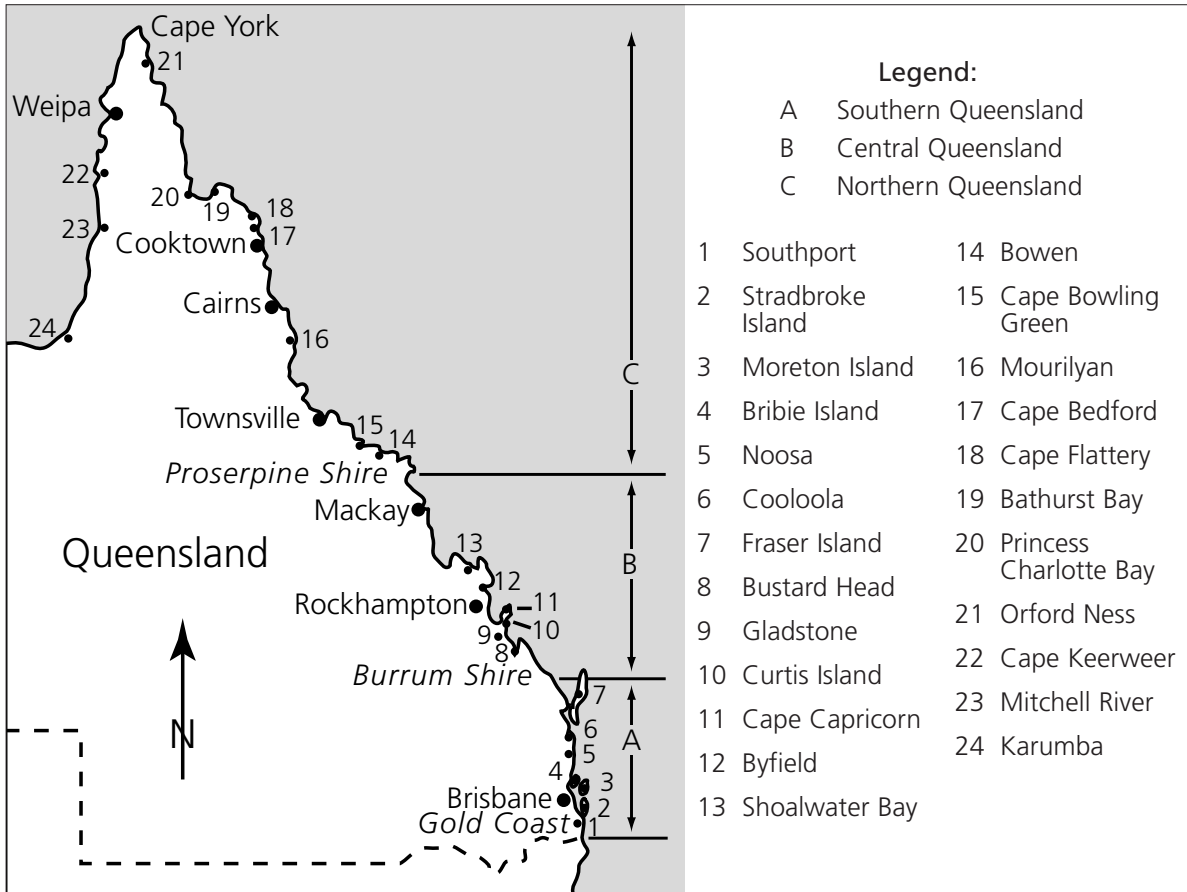 Cape York
21
Weipa
22
20
19
18
23
17
Cooktown
Cairns
24
16
C
Townsville
15
14
Proserpine Shire
Mackay
Queensland
13
B
12
Rockhampton
11
10
9
8
Burrum Shire
7
N
6
A
5
4
3
Brisbane
2
Gold Coast
1
Legend:
A Southern Queensland
B Central Queensland
C Northern Queensland
1 Southport
2 Stradbroke
Island
3 Moreton Island
4 Bribie Island
5 Noosa
6 Cooloola
7 Fraser Island
8 Bustard Head
9 Gladstone
10 Curtis Island
11 Cape Capricorn
12 Byfield
13 Shoalwater Bay
14 Bowen
15 Cape Bowling
Green
16 Mourilyan
17 Cape Bedford
18 Cape Flattery
19 Bathurst Bay
20 Princess
Charlotte Bay
21 Orford Ness
22 Cape Keerweer
23 Mitchell River
24 Karumba